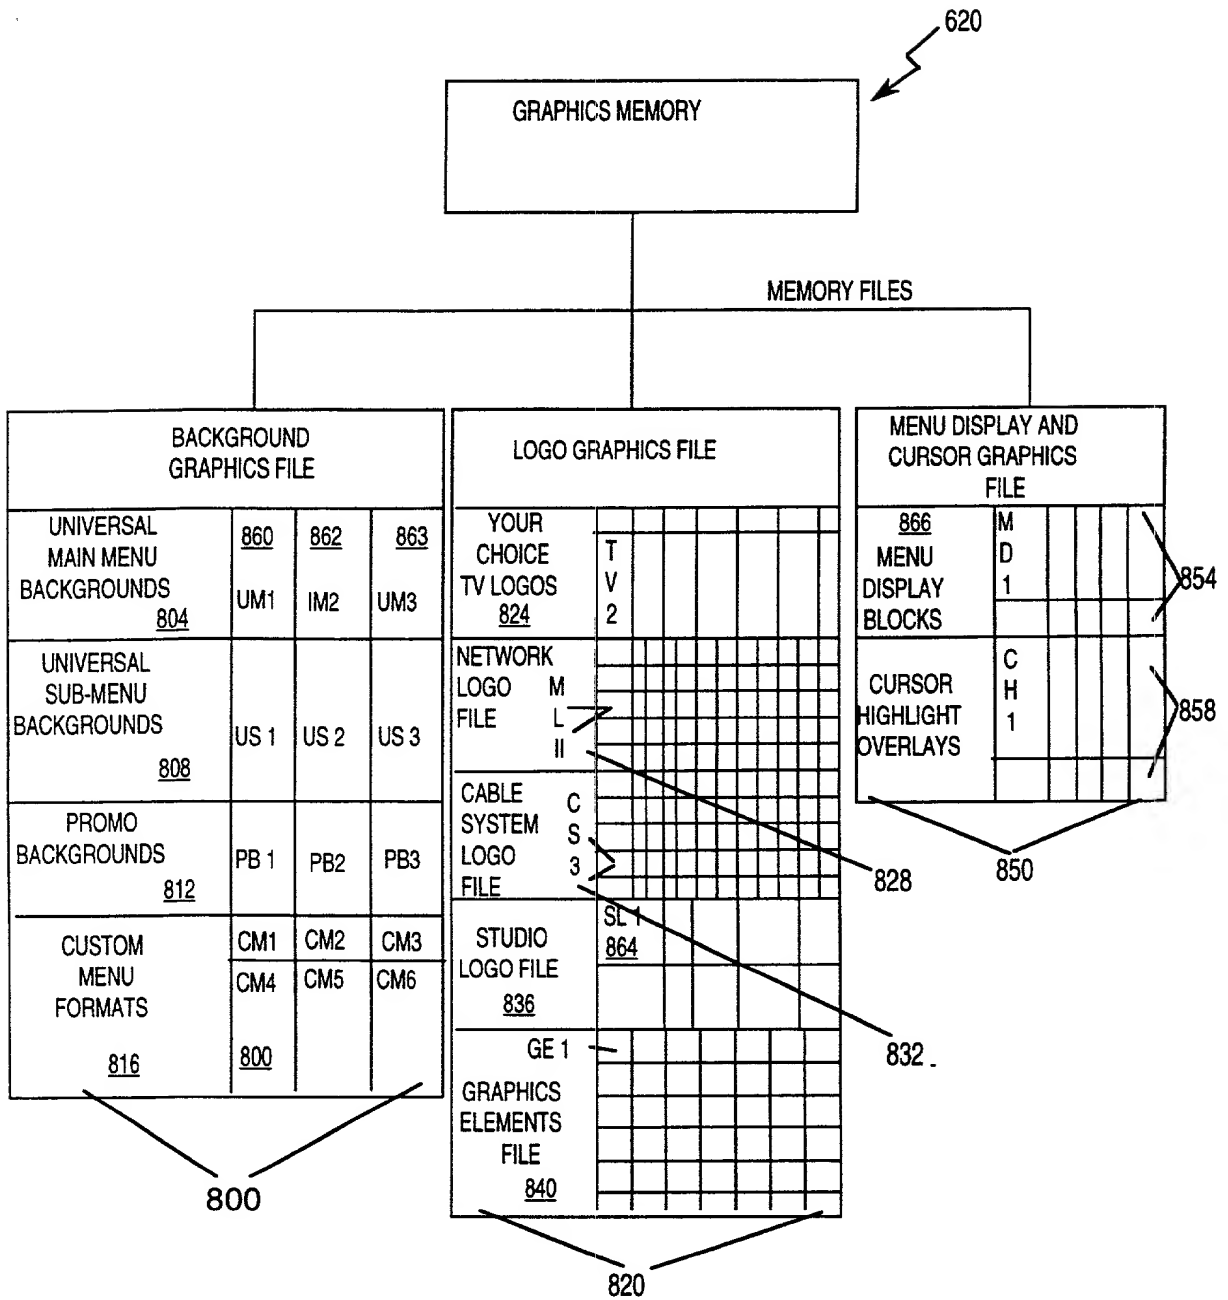 620
GRAPHICS MEMORY
MEMORY FILES
BACKGROUND
GRAPHICS FILE
UNIVERSAL
MAIN MENU
BACKGROUNDS
804
860 862 863
UM1 IM2 UM3
UNIVERSAL
SUB-MENU
BACKGROUNDS
808
US 1 US 2 US 3
PROMO
BACKGROUNDS
812
PB 1 PB2 PB3
CUSTOM
MENU
FORMATS
816
CM1 CM2 CM3
CM4 CM5 CM6
800
800
LOGO GRAPHICS FILE
YOUR
CHOICE
TV LOGOS
824
T
V
2
NETWORK
LOGO
FILE
M
L
II
828
CABLE
SYSTEM
LOGO
FILE
C
S
3
832
STUDIO
LOGO FILE
836
SL 1
864
GE 1
GRAPHICS
ELEMENTS
FILE
840
820
MENU DISPLAY AND
CURSOR GRAPHICS
FILE
866
MENU
DISPLAY
BLOCKS
M
D
1
854
CURSOR
HIGHLIGHT
OVERLAYS
C
H
1
858
850